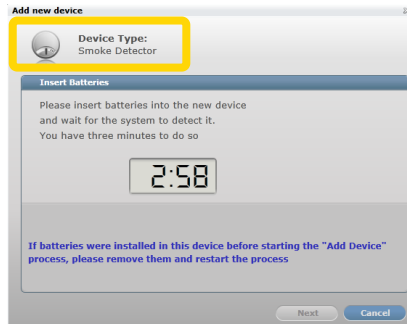 Add new device
Device Type:
Smoke Detector
Insert Batteries
Please insert batteries into the new device
and wait for the system to detect it.
You have three minutes to do so
2:58
If batteries were installed in this device before starting the "Add Device"
process, please remove them and restart the process
Next
Cancel